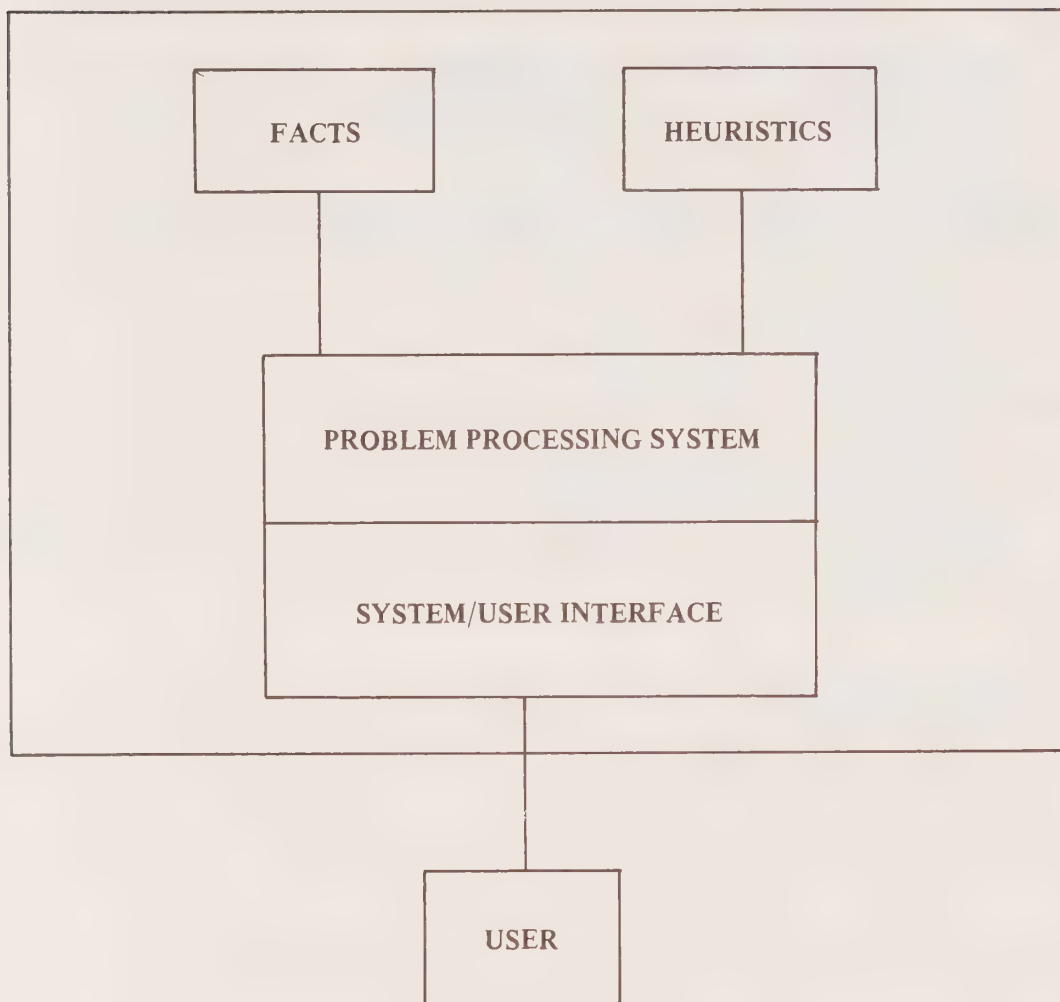 FACTS
HEURISTICS
PROBLEM PROCESSING SYSTEM
SYSTEM/USER INTERFACE
USER